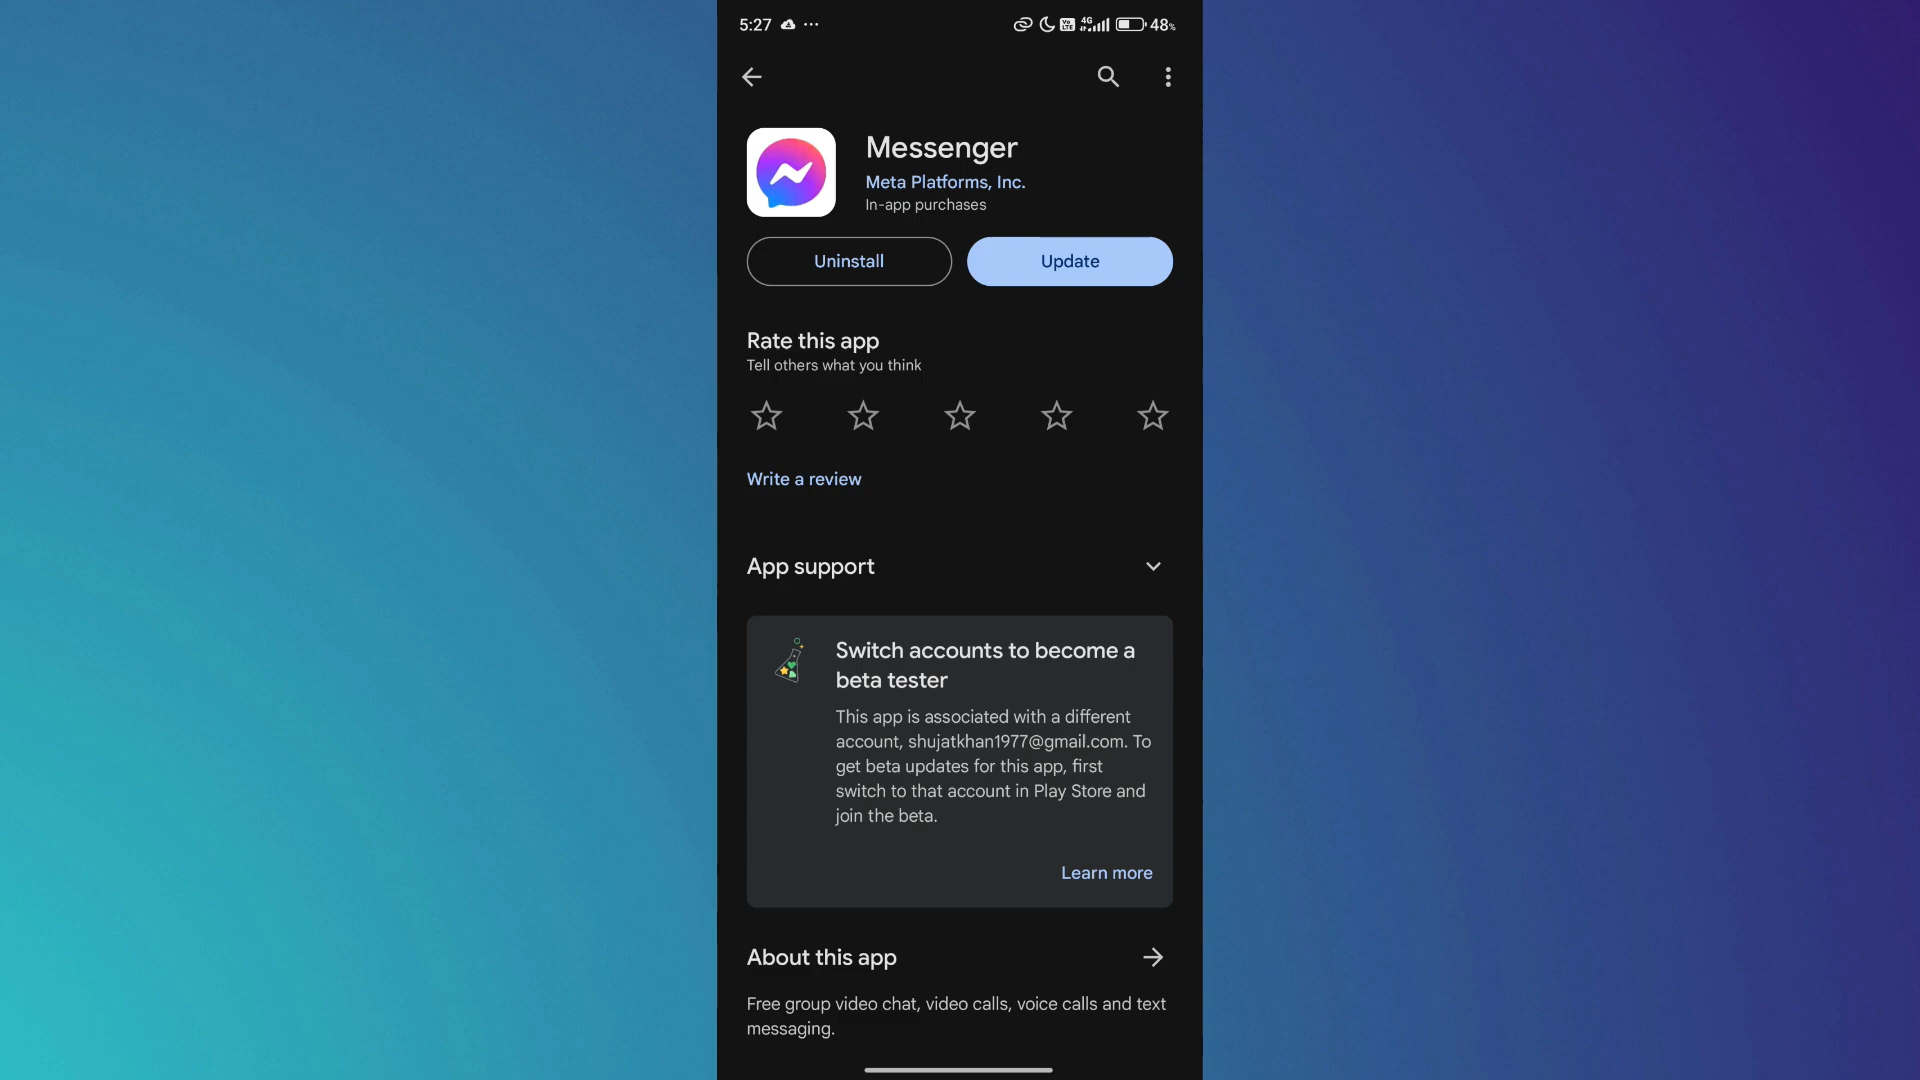 5:27 ... 4G 48%
Messenger
Meta Platforms, Inc.
In-app purchases
Uninstall Update
Rate this app
Tell others what you think
Write a review
App support
Switch accounts to become a
beta tester
This app is associated with a different
account, shujatkhan1977@gmail.com. To
get beta updates for this app, first
switch to that account in Play Store and
join the beta.
Learn more
About this app
Free group video chat, video calls, voice calls and text
messaging.